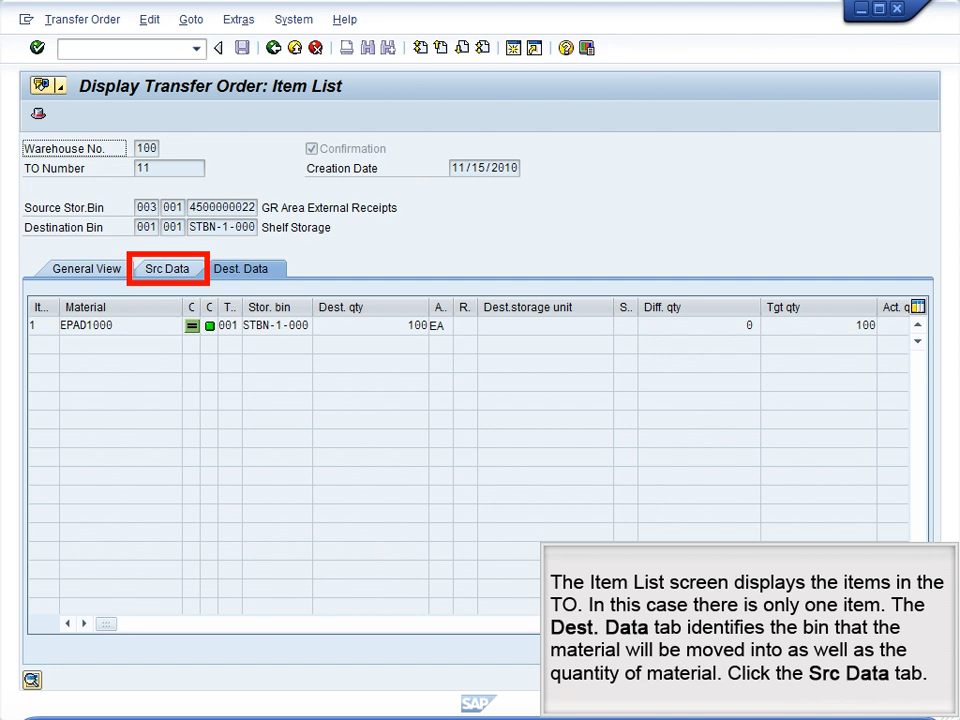 Transfer Order Edit Goto Extras System Help
Display Transfer Order: Item List
Warehouse No. 100 Confirmation
TO Number 11 Creation Date 11/15/2010
Source Stor.Bin 003 001 4500000022 GR Area External Receipts
Destination Bin 001 001 STBN-1-000 Shelf Storage
General View Src Data Dest. Data
It... Material C C T.. Stor. bin Dest. qty A.. R. Dest.storage unit S.. Diff. qty Tgt qty Act. q
1 EPAD1000 001 STBN-1-000 100 EA 0 100
The Item List screen displays the items in the
TO. In this case there is only one item. The
Dest. Data tab identifies the bin that the
material will be moved into as well as the
quantity of material. Click the Src Data tab.
SAP